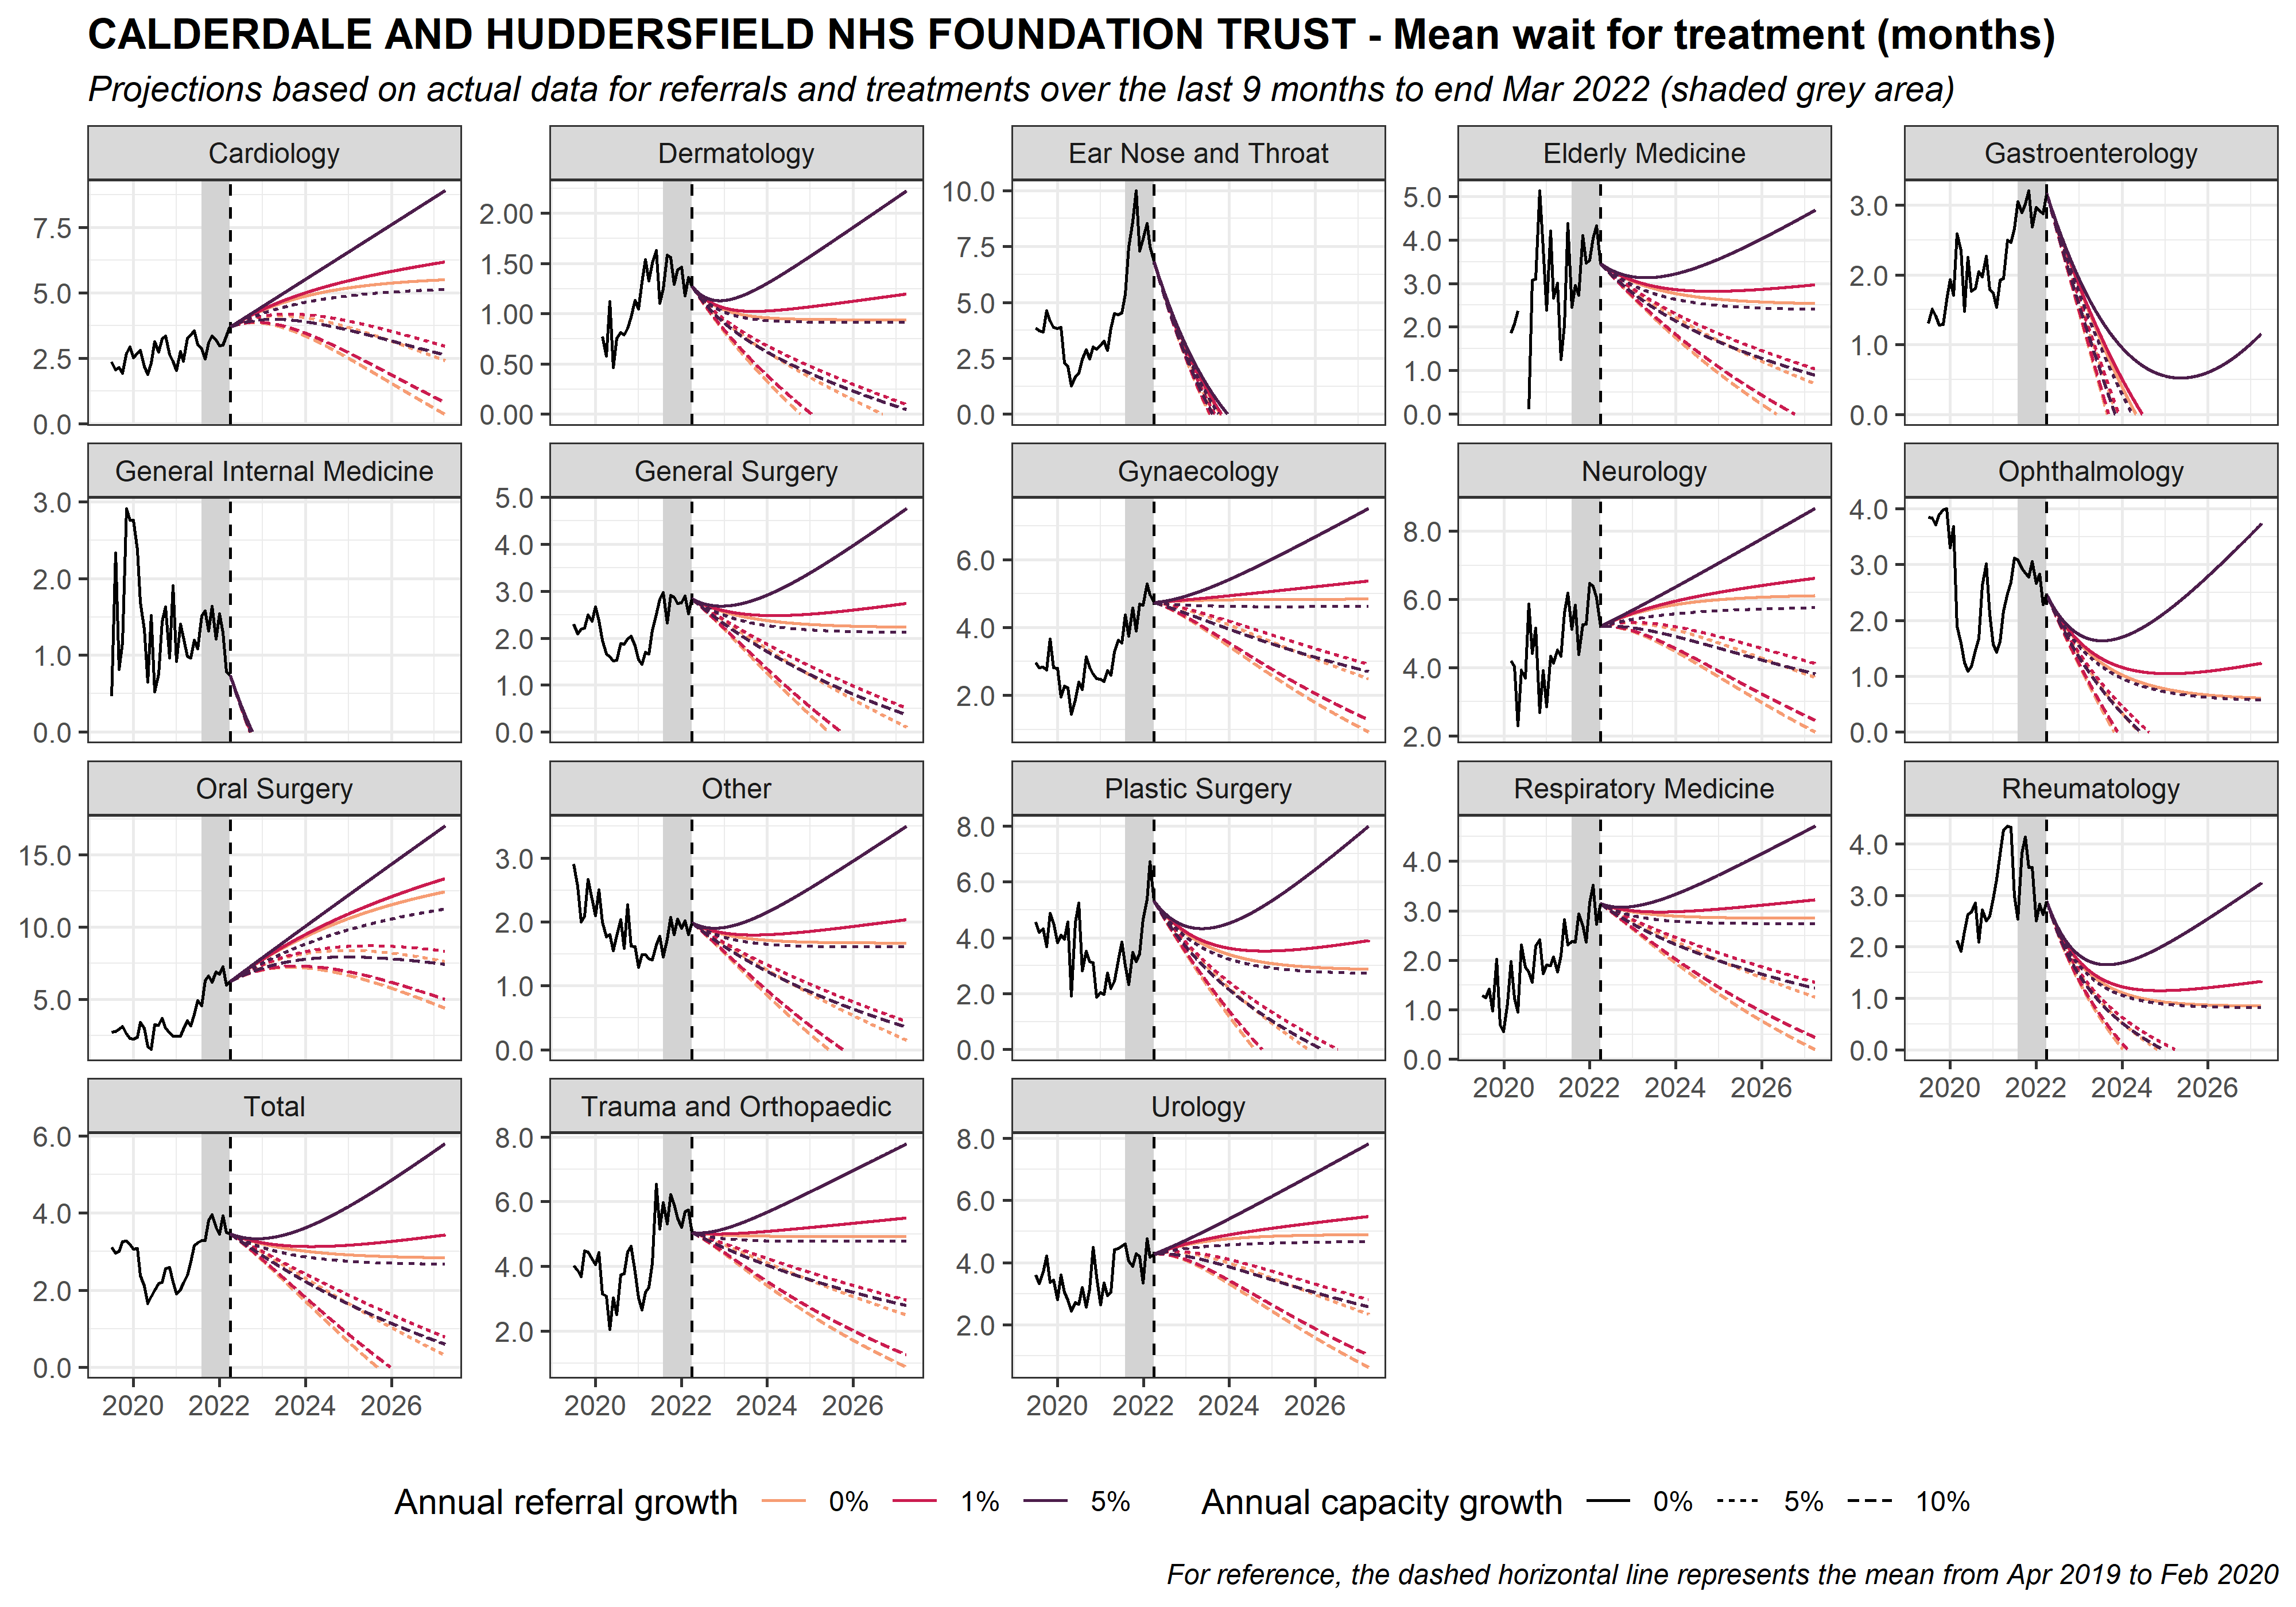 CALDERDALE AND HUDDERSFIELD NHS FOUNDATION TRUST - Mean wait for treatment (months)
Projections based on actual data for referrals and treatments over the last 9 months to end Mar 2022 (shaded grey area)
Cardiology Dermatology Ear Nose and Throat Elderly Medicine Gastroenterology
7.5 5.0 2.5 0.0
2.00 1.50 1.00 0.50 0.00
10.0 7.5 5.0 2.5 0.0
5.0 4.0 3.0 2.0 1.0 0.0
3.0 2.0 1.0 0.0
General Internal Medicine General Surgery Gynaecology Neurology Ophthalmology
3.0 2.0 1.0 0.0
5.0 4.0 3.0 2.0 1.0 0.0
6.0 4.0 2.0
8.0 6.0 4.0 2.0
4.0 3.0 2.0 1.0 0.0
Oral Surgery Other Plastic Surgery Respiratory Medicine Rheumatology
15.0 10.0 5.0
3.0 2.0 1.0 0.0
8.0 6.0 4.0 2.0 0.0
4.0 3.0 2.0 1.0 0.0
4.0 3.0 2.0 1.0 0.0
2020 2022 2024 2026 2020 2022 2024 2026
Total Trauma and Orthopaedic Urology
6.0 4.0 2.0 0.0
8.0 6.0 4.0 2.0
8.0 6.0 4.0 2.0
2020 2022 2024 2026 2020 2022 2024 2026 2020 2022 2024 2026
Annual referral growth 0% 1% 5% Annual capacity growth 0% 5% 10%
For reference, the dashed horizontal line represents the mean from Apr 2019 to Feb 2020